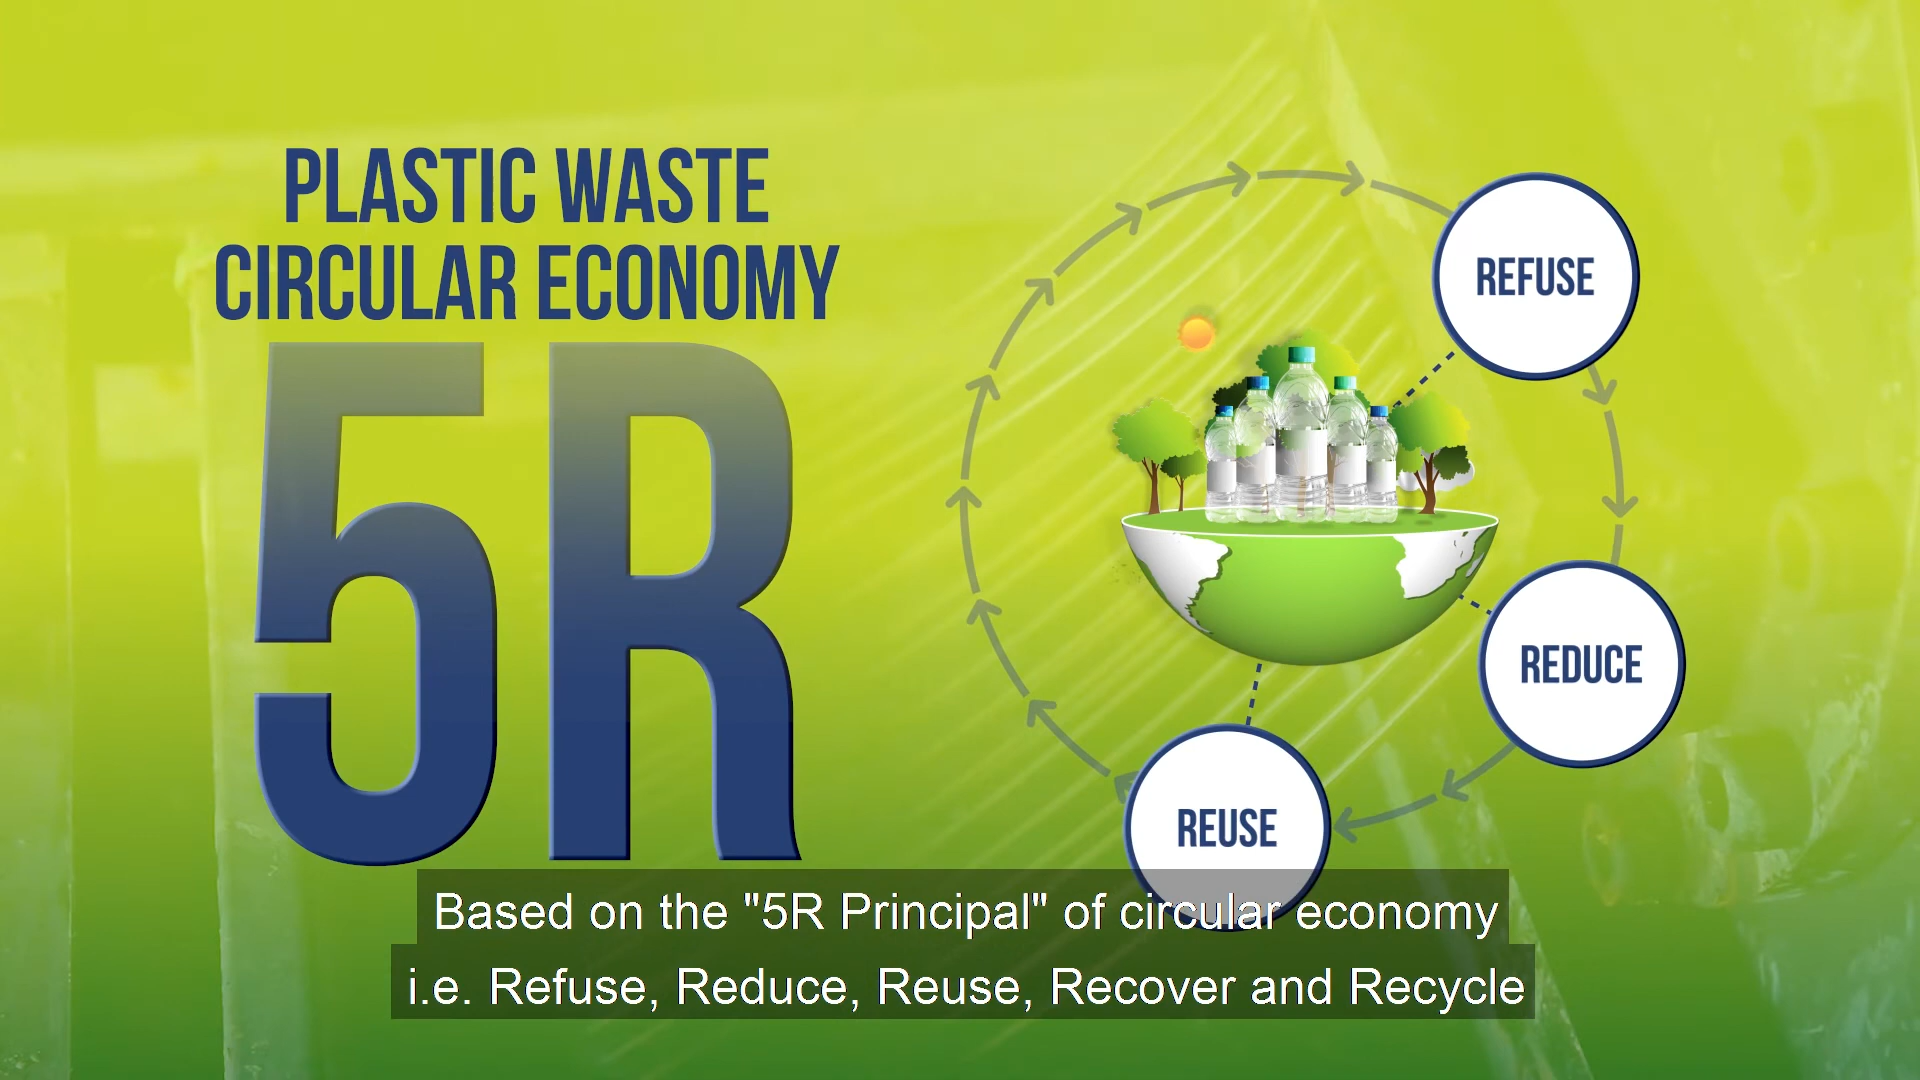 PLASTIC WASTE
CIRCULAR ECONOMY
5R
REFUSE
REDUCE
REUSE
Based on the "5R Principal" of circular economy
i.e. Refuse, Reduce, Reuse, Recover and Recycle